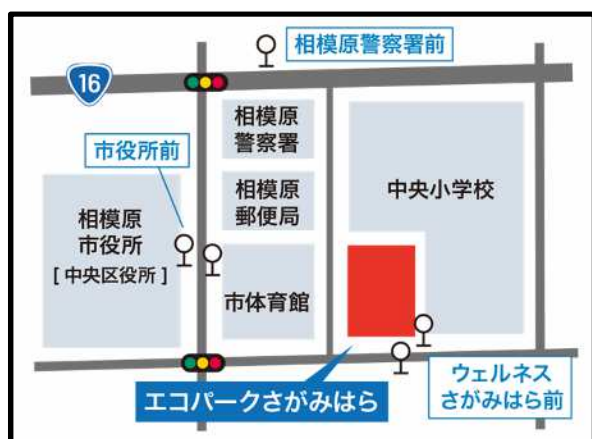 相模原警察署前
16
相模原
警察署
市役所前
相模原
郵便局
中央小学校
相模原
市役所
[中央区役所]
市体育館
エコパークさがみはら
ウェルネス
さがみはら前